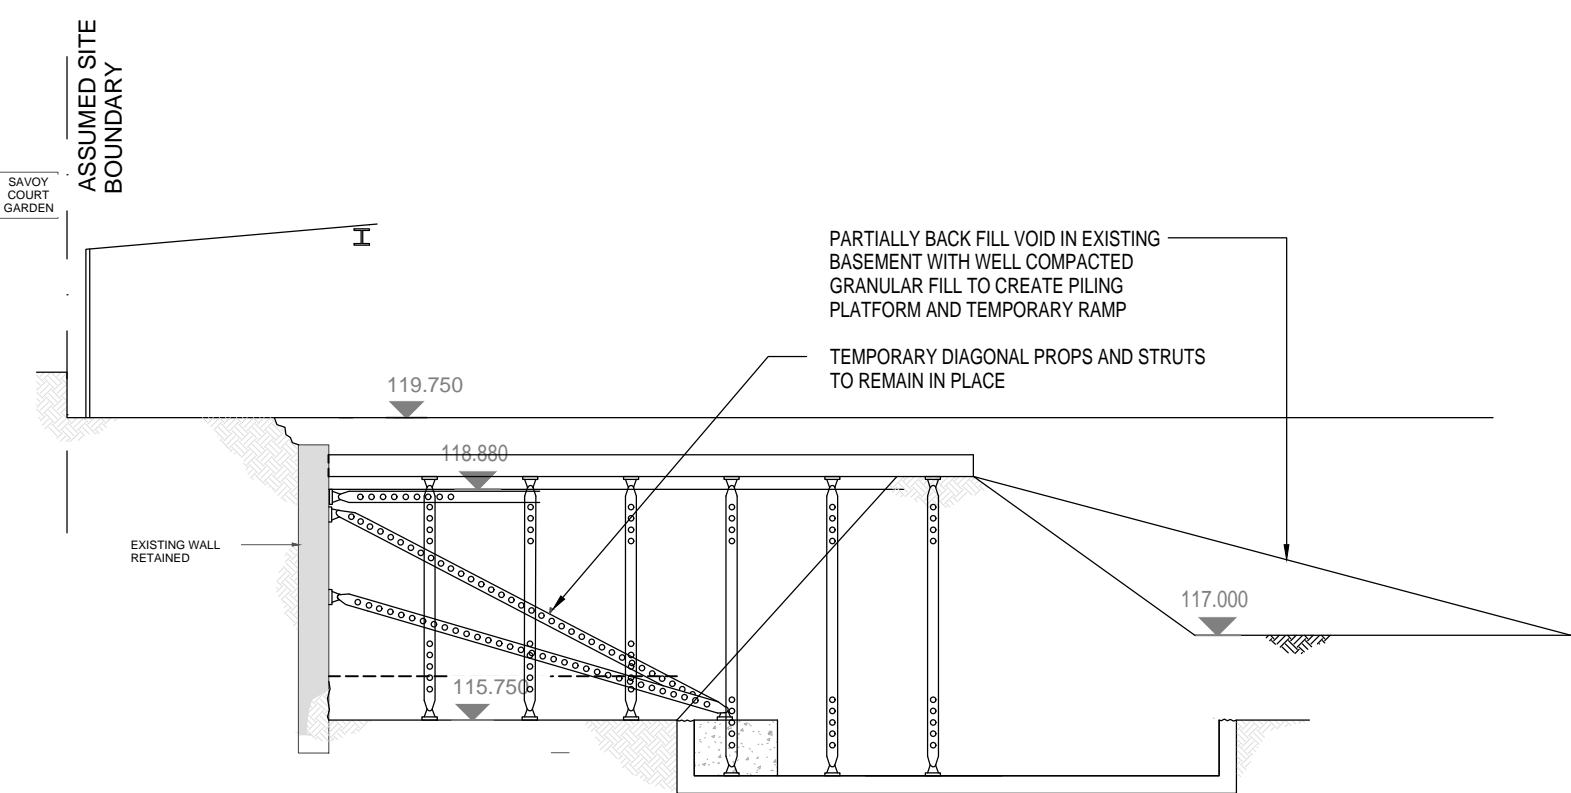 ASSUMED SITE
BOUNDARY
SAVOY
COURT
GARDEN
PARTIALLY BACK FILL VOID IN EXISTING
BASEMENT WITH WELL COMPACTED
GRANULAR FILL TO CREATE PILING
PLATFORM AND TEMPORARY RAMP
TEMPORARY DIAGONAL PROPS AND STRUTS
TO REMAIN IN PLACE
119.750
118.880
EXISTING WALL
RETAINED
117.000
115.750